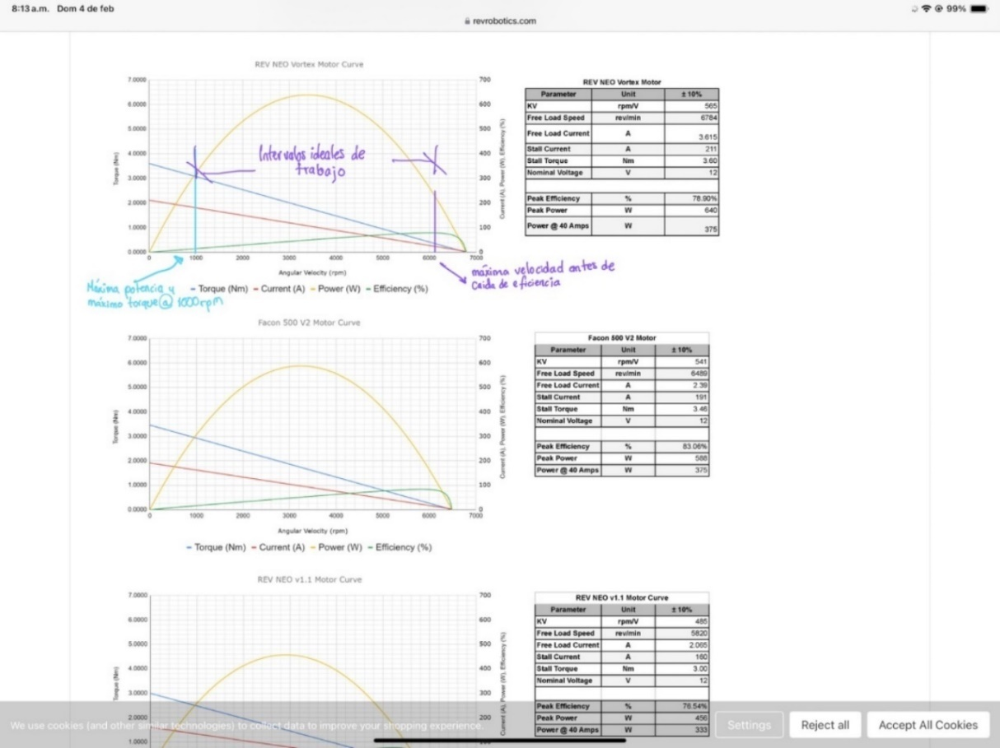 8:13 a.m. Dom 4 de feb
99%
revrobotics.com
REV NEO Vortex Motor Curve
7.0000
6.0000
5.0000
4.0000
3.0000
2.0000
1.0000
0.0000
Torque (Nm)
700
600
500
400
300
200
100
0
Current (A), Power (W), Efficiency (%)
0 1000 2000 3000 4000 5000 6000 7000
Angular Velocity (rpm)
Torque (Nm) Current (A) Power (W) Efficiency (%)
Intervalos ideales de
trabajo
Máxima potencia y
máximo torque @ 1000rpm
máxima velocidad antes de
Caida de eficiencia
REV NEO Vortex Motor
Parameter Unit ±10%
KV rpm/V 565
Free Load Speed rev/min 6784
Free Load Current A 3.615
Stall Current A 211
Stall Torque Nm 3.60
Nominal Voltage V 12
Peak Efficiency % 78.90%
Peak Power W 640
Power @ 40 Amps W 375
Facon 500 V2 Motor Curve
7.0000
6.0000
5.0000
4.0000
3.0000
2.0000
1.0000
0.0000
Torque (Nm)
700
600
500
400
300
200
100
0
Current (A), Power (W), Efficiency (%)
0 1000 2000 3000 4000 5000 6000 7000
Angular Velocity (rpm)
Torque (Nm) Current (A) Power (W) Efficiency (%)
Facon 500 V2 Motor
Parameter Unit ±10%
KV rpm/V 541
Free Load Speed rev/min 6489
Free Load Current A 2.39
Stall Current A 191
Stall Torque Nm 3.46
Nominal Voltage V 12
Peak Efficiency % 83.06%
Peak Power W 588
Power @ 40 Amps W 375
REV NEO v1.1 Motor Curve
7.0000
6.0000
5.0000
4.0000
3.0000
2.0000
1.0000
Torque (Nm)
700
600
500
400
300
200
100
Current (A), Power (W), Efficiency (%)
REV NEO v1.1 Motor Curve
Parameter Unit ±10%
KV rpm/V 485
Free Load Speed rev/min 5820
Free Load Current A 2.065
Stall Current A 160
Stall Torque Nm 3.00
Nominal Voltage V 12
Peak Efficiency % 76.54%
Peak Power W 456
Power @ 40 Amps W 333
We use cookies (and other similar technologies) to collect data to improve your shopping experience.
Settings
Reject all
Accept All Cookies